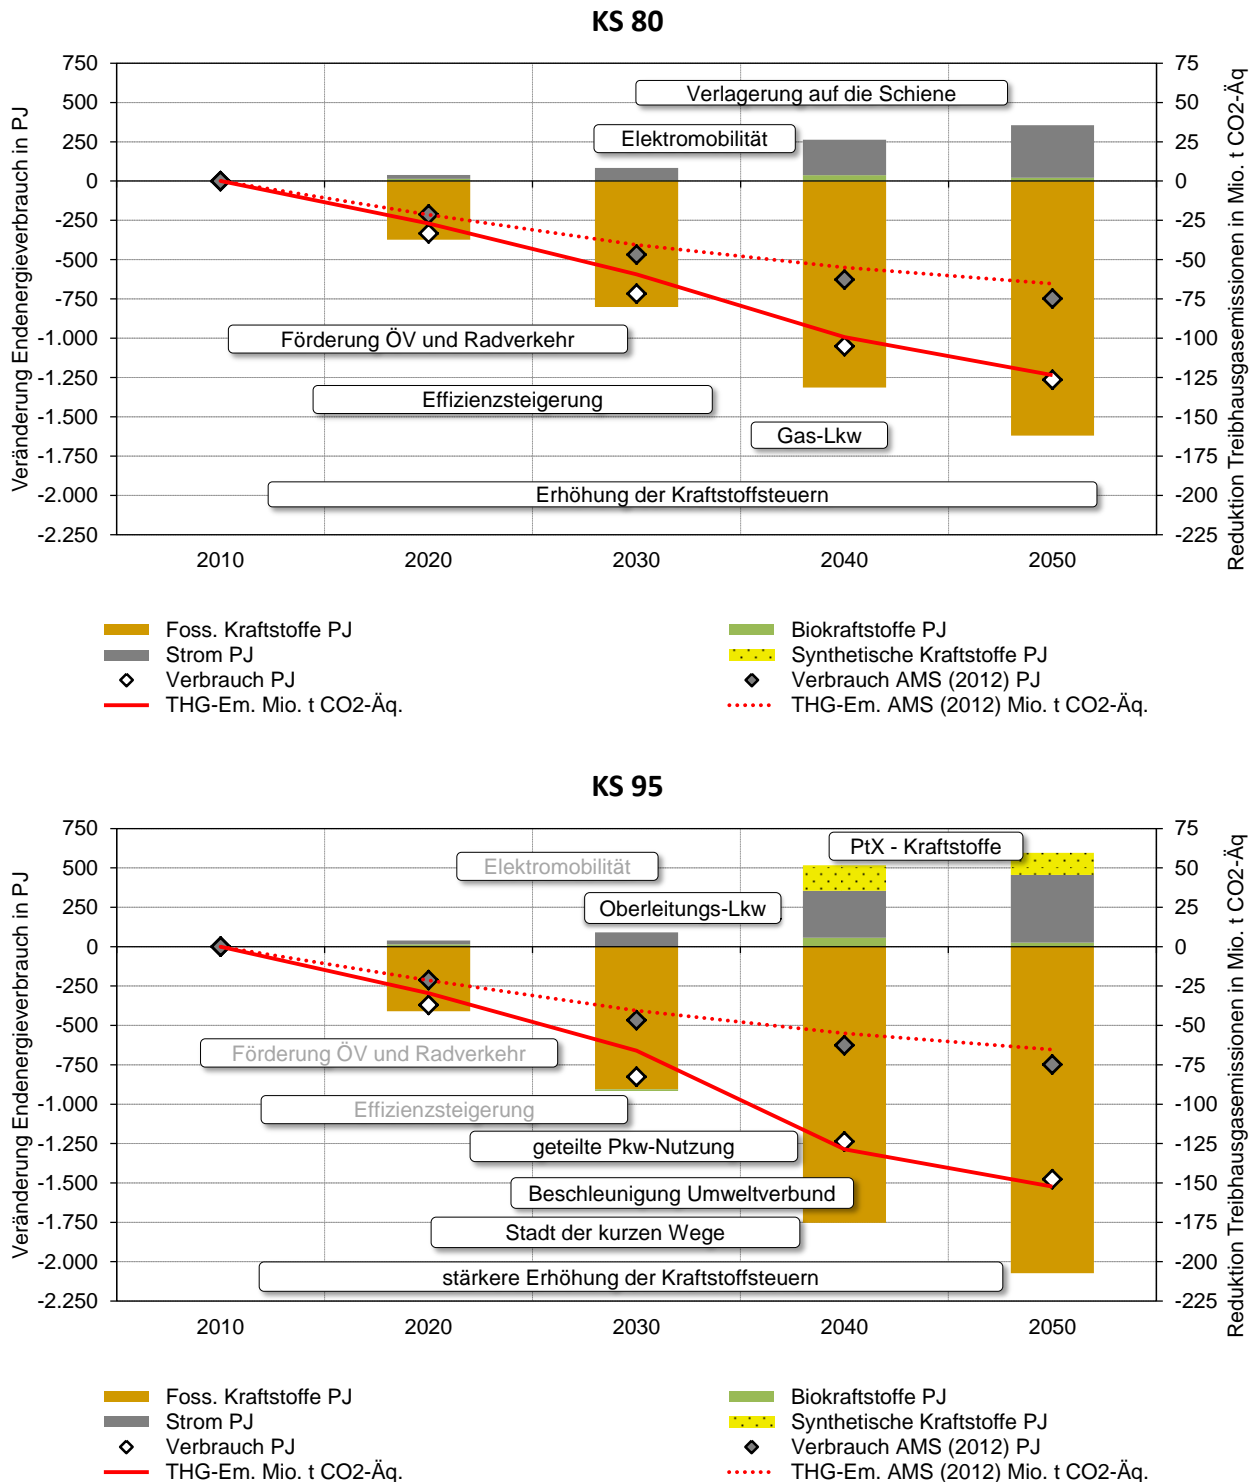 KS 80
Veränderung Endenergieverbrauch in PJ
Reduktion Treibhausgasemissionen in Mio. t CO2-Äq
750
500
250
0
-250
-500
-750
-1.000
-1.250
-1.500
-1.750
-2.000
-2.250
75
50
25
0
-25
-50
-75
-100
-125
-150
-175
-200
-225
Verlagerung auf die Schiene
Elektromobilität
Förderung ÖV und Radverkehr
Effizienzsteigerung
Gas-Lkw
Erhöhung der Kraftstoffsteuern
2010 2020 2030 2040 2050
Foss. Kraftstoffe PJ
Strom PJ
Verbrauch PJ
THG-Em. Mio. t CO2-Äq.
Biokraftstoffe PJ
Synthetische Kraftstoffe PJ
Verbrauch AMS (2012) PJ
THG-Em. AMS (2012) Mio. t CO2-Äq.
KS 95
Veränderung Endenergieverbrauch in PJ
Reduktion Treibhausgasemissionen in Mio. t CO2-Äq
750
500
250
0
-250
-500
-750
-1.000
-1.250
-1.500
-1.750
-2.000
-2.250
75
50
25
0
-25
-50
-75
-100
-125
-150
-175
-200
-225
PtX - Kraftstoffe
Elektromobilität
Oberleitungs-Lkw
Förderung ÖV und Radverkehr
Effizienzsteigerung
geteilte Pkw-Nutzung
Beschleunigung Umweltverbund
Stadt der kurzen Wege
stärkere Erhöhung der Kraftstoffsteuern
2010 2020 2030 2040 2050
Foss. Kraftstoffe PJ
Strom PJ
Verbrauch PJ
THG-Em. Mio. t CO2-Äq.
Biokraftstoffe PJ
Synthetische Kraftstoffe PJ
Verbrauch AMS (2012) PJ
THG-Em. AMS (2012) Mio. t CO2-Äq.